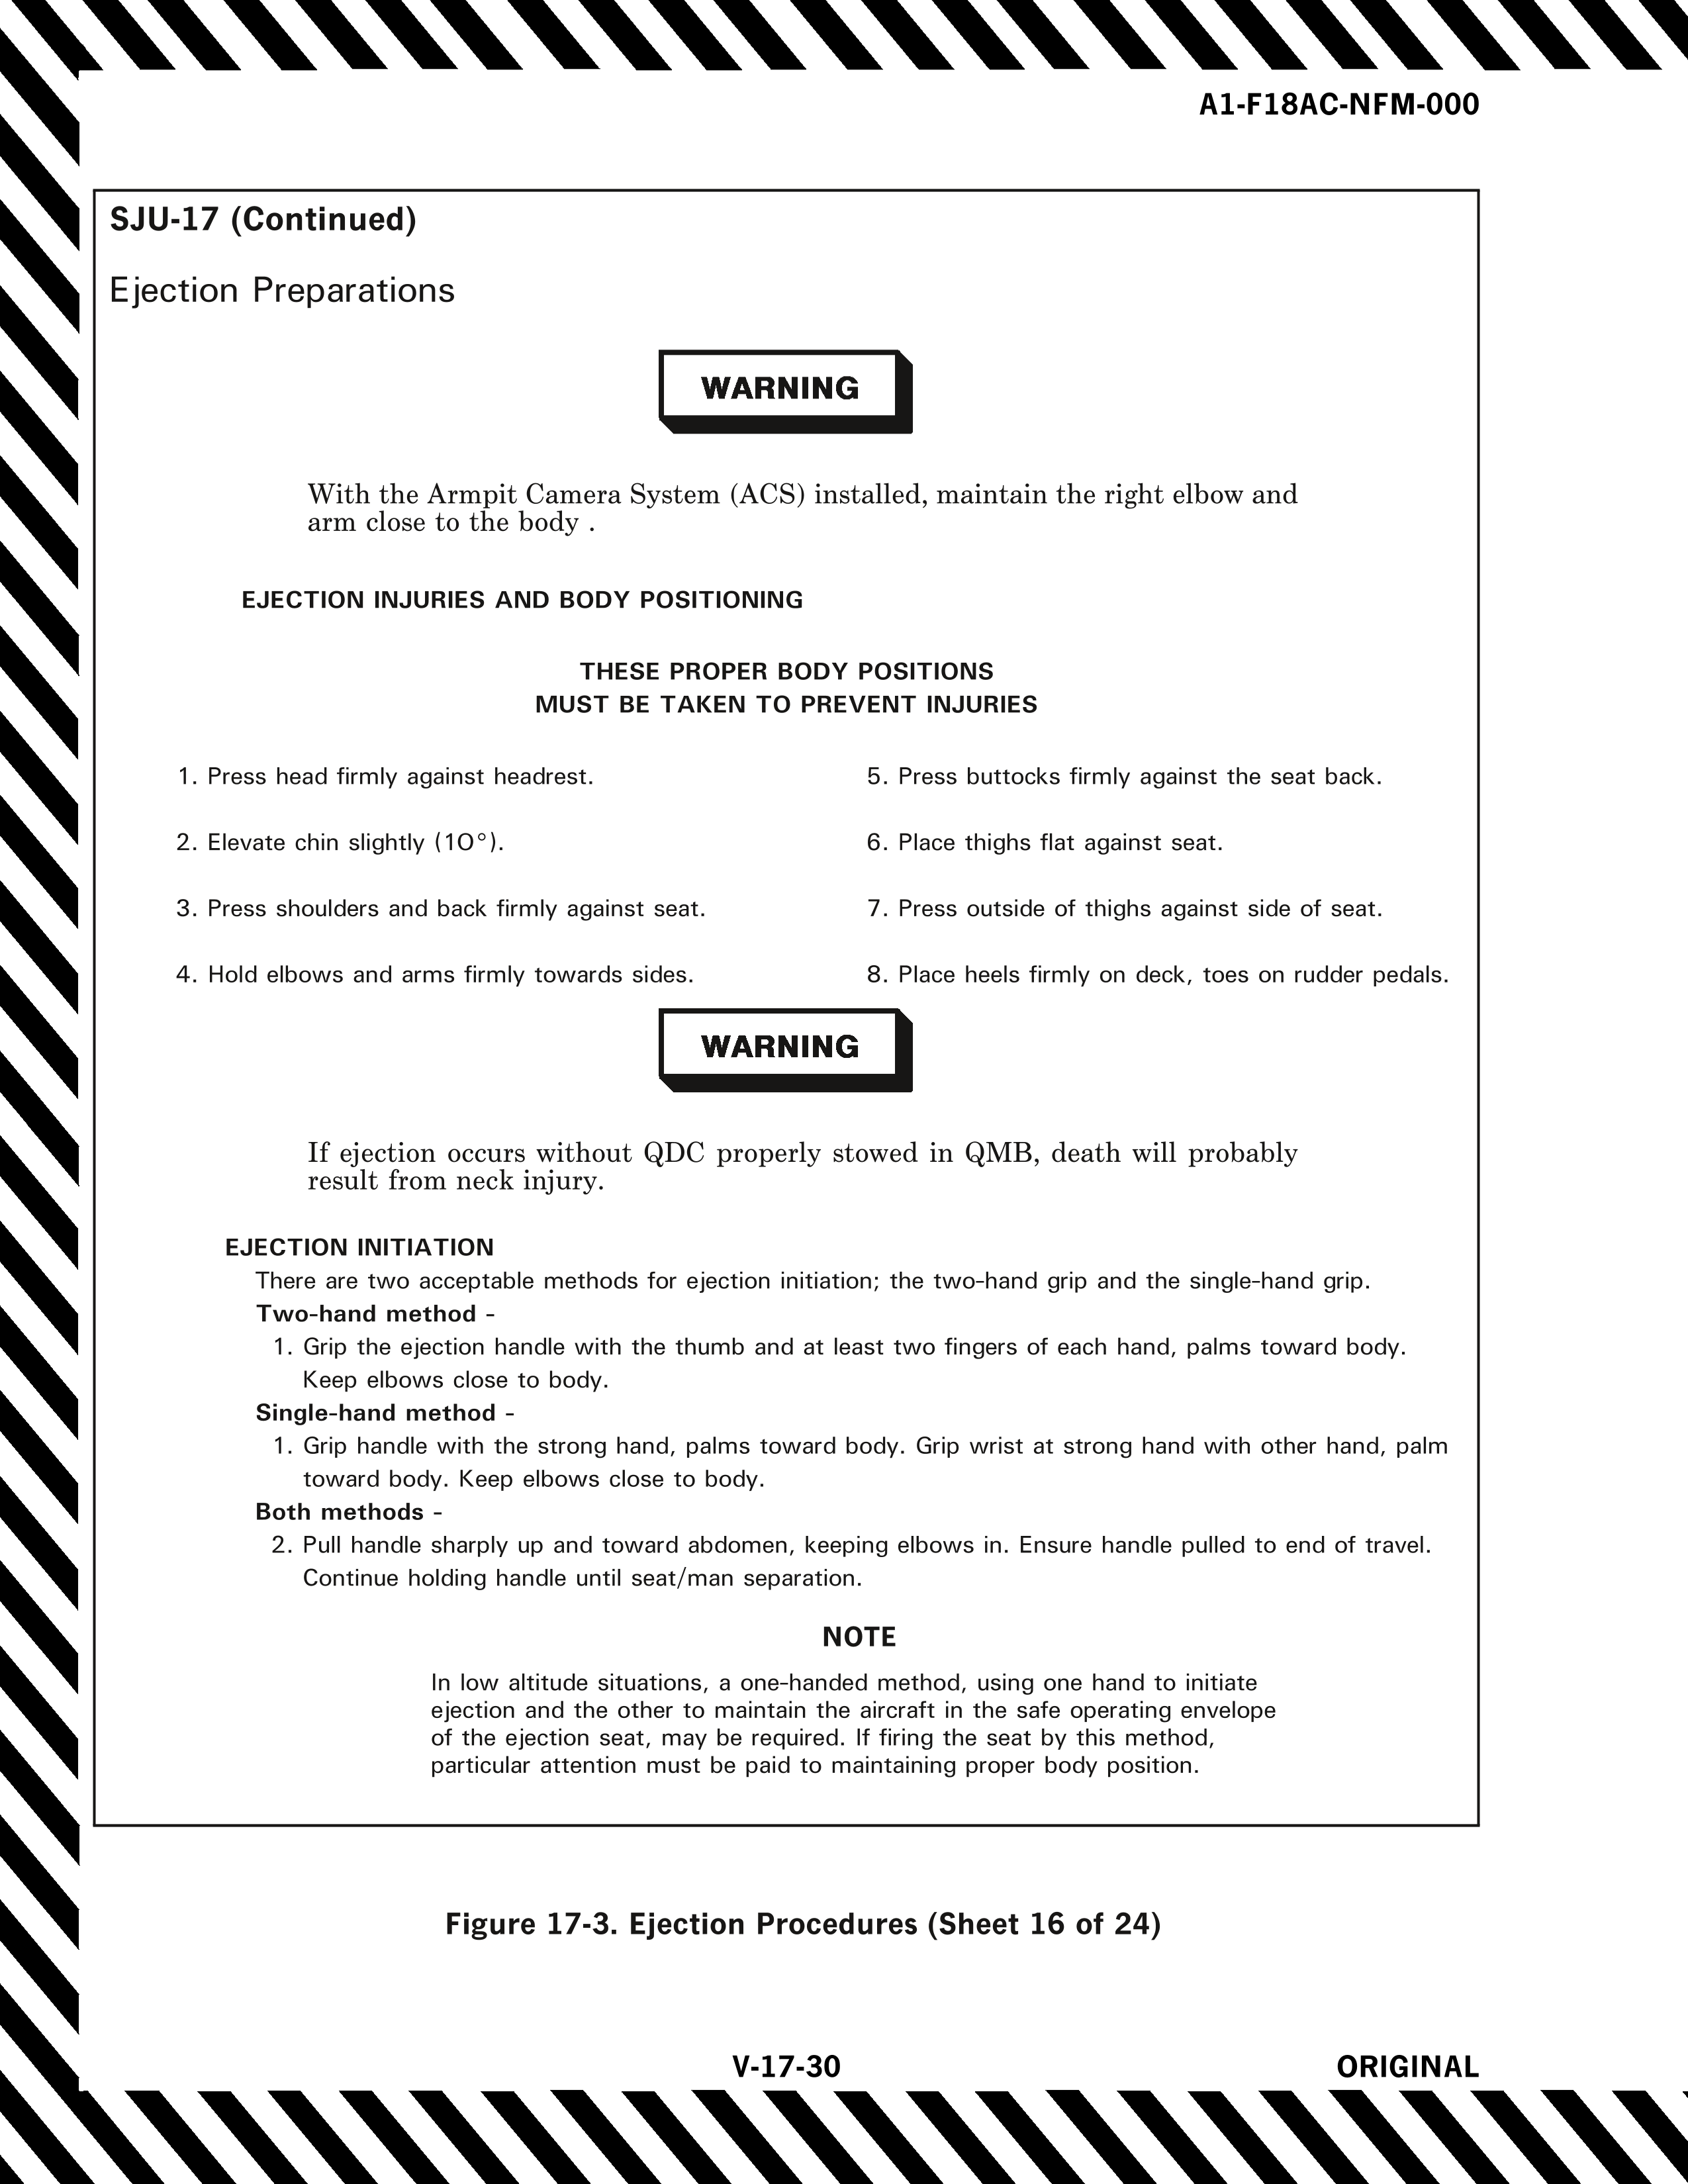 A1-F18AC-NFM-000
SJU-17 (Continued)
Ejection Preparations
WARNING
With the Armpit Camera System (ACS) installed, maintain the right elbow and
arm close to the body .
EJECTION INJURIES AND BODY POSITIONING
THESE PROPER BODY POSITIONS
MUST BE TAKEN TO PREVENT INJURIES
1. Press head firmly against headrest.
2. Elevate chin slightly (10°).
3. Press shoulders and back firmly against seat.
4. Hold elbows and arms firmly towards sides.
5. Press buttocks firmly against the seat back.
6. Place thighs flat against seat.
7. Press outside of thighs against side of seat.
8. Place heels firmly on deck, toes on rudder pedals.
WARNING
If ejection occurs without QDC properly stowed in QMB, death will probably
result from neck injury.
EJECTION INITIATION
There are two acceptable methods for ejection initiation; the two-hand grip and the single-hand grip.
Two-hand method -
1. Grip the ejection handle with the thumb and at least two fingers of each hand, palms toward body.
Keep elbows close to body.
Single-hand method -
1. Grip handle with the strong hand, palms toward body. Grip wrist at strong hand with other hand, palm
toward body. Keep elbows close to body.
Both methods -
2. Pull handle sharply up and toward abdomen, keeping elbows in. Ensure handle pulled to end of travel.
Continue holding handle until seat/man separation.
NOTE
In low altitude situations, a one-handed method, using one hand to initiate
ejection and the other to maintain the aircraft in the safe operating envelope
of the ejection seat, may be required. If firing the seat by this method,
particular attention must be paid to maintaining proper body position.
Figure 17-3. Ejection Procedures (Sheet 16 of 24)
V-17-30
ORIGINAL